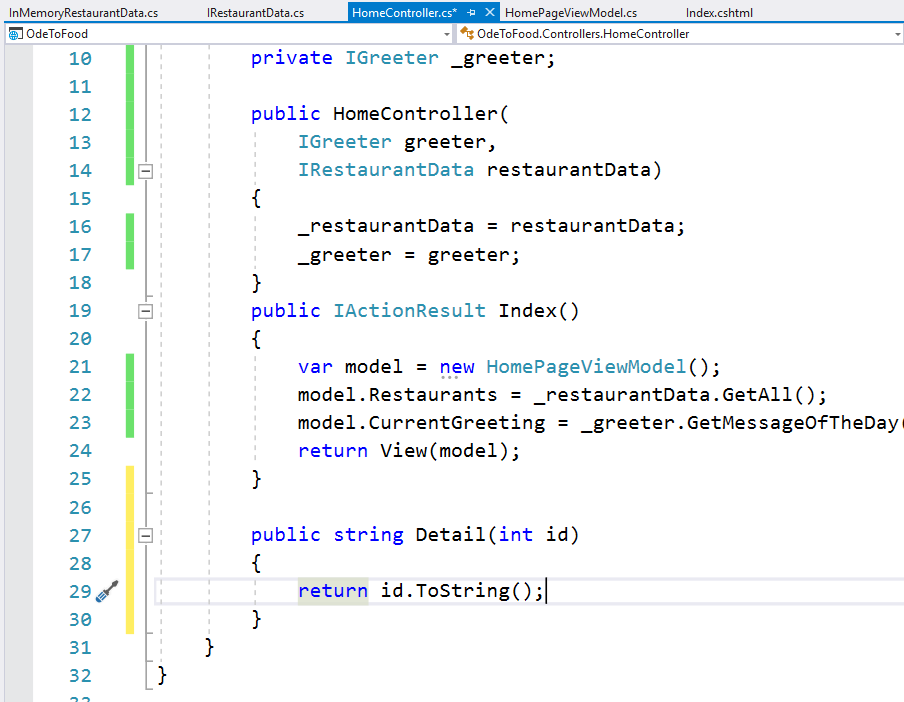 InMemoryRestaurantData.cs IRestaurantData.cs HomeController.cs* HomePageViewModel.cs Index.cshtml
OdeToFood OdeToFood.Controllers.HomeController
10 private IGreeter _greeter;
11
12 public HomeController(
13 IGreeter greeter,
14 IRestaurantData restaurantData)
15 {
16 _restaurantData = restaurantData;
17 _greeter = greeter;
18 }
19 public IActionResult Index()
20 {
21 var model = new HomePageViewModel();
22 model.Restaurants = _restaurantData.GetAll();
23 model.CurrentGreeting = _greeter.GetMessageOfTheDay(
24 return View(model);
25 }
26
27 public string Detail(int id)
28 {
29 return id.ToString();
30 }
31 }
32 }